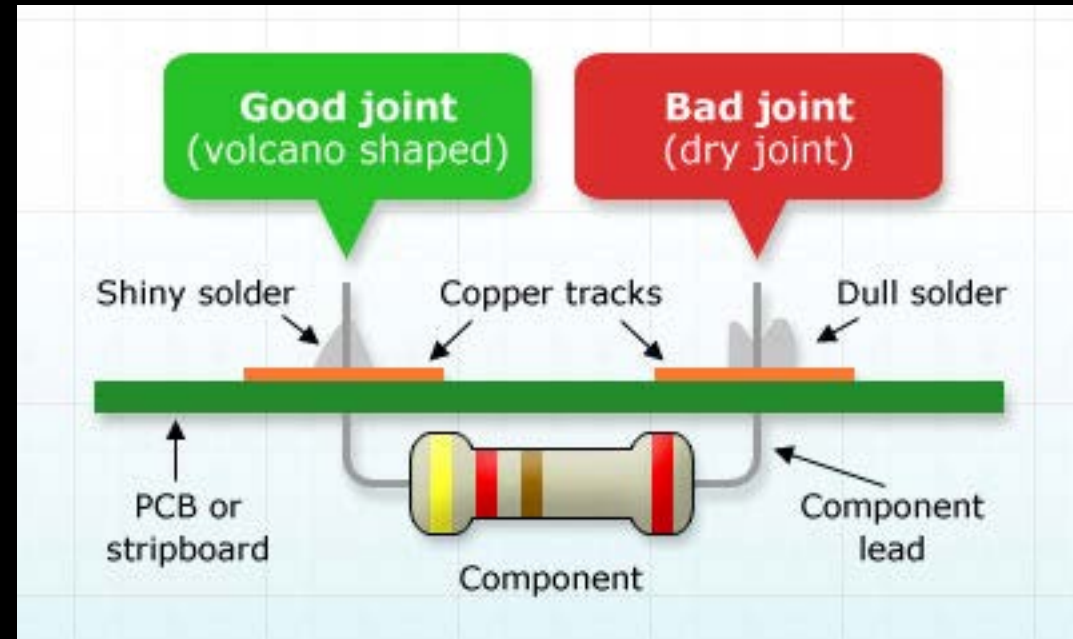 Good joint
(volcano shaped)
Bad joint
(dry joint)
Shiny solder
Copper tracks
Dull solder
PCB or
stripboard
Component
Component
lead